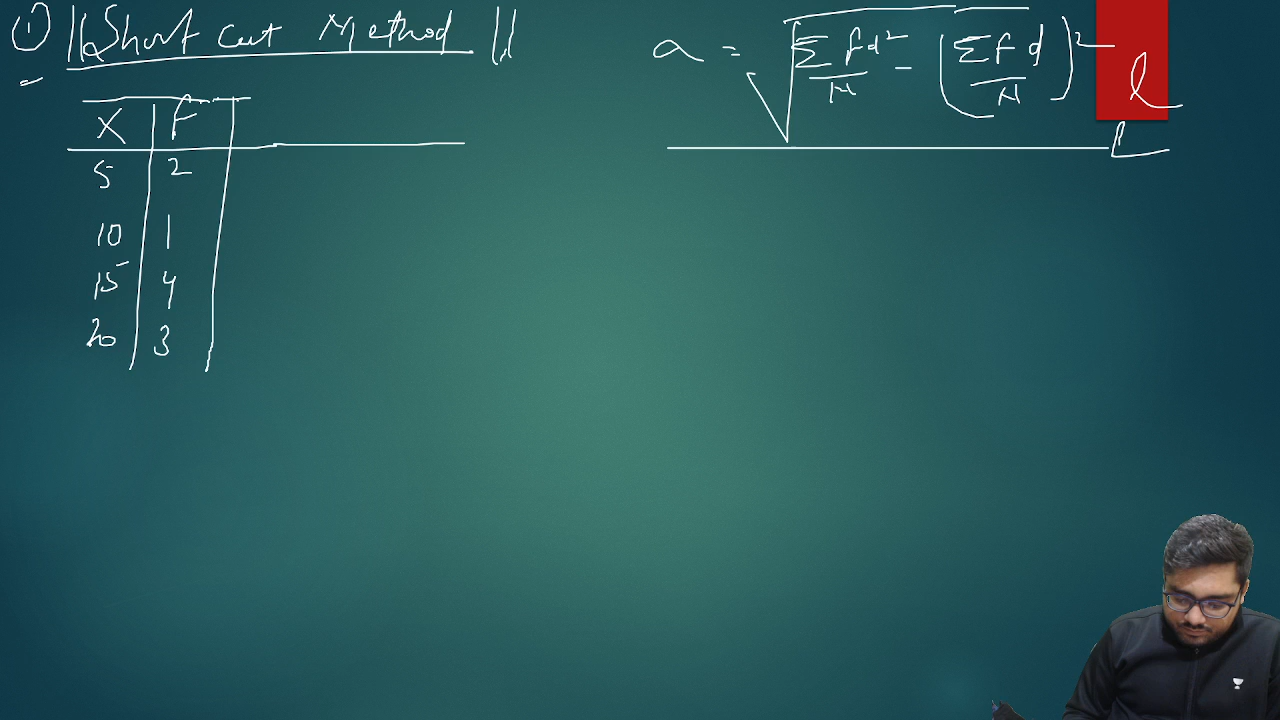 ① Short cut Method
σ = √ Σfd²/N - (Σfd/N)²
X F
5 2
10 1
15 4
20 3